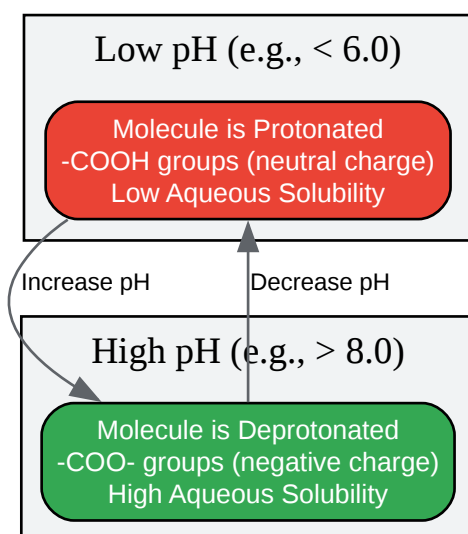 Low pH (e.g., < 6.0)
Molecule is Protonated
-COOH groups (neutral charge)
Low Aqueous Solubility
Increase pH
Decrease pH
High pH (e.g., > 8.0)
Molecule is Deprotonated
-COO- groups (negative charge)
High Aqueous Solubility